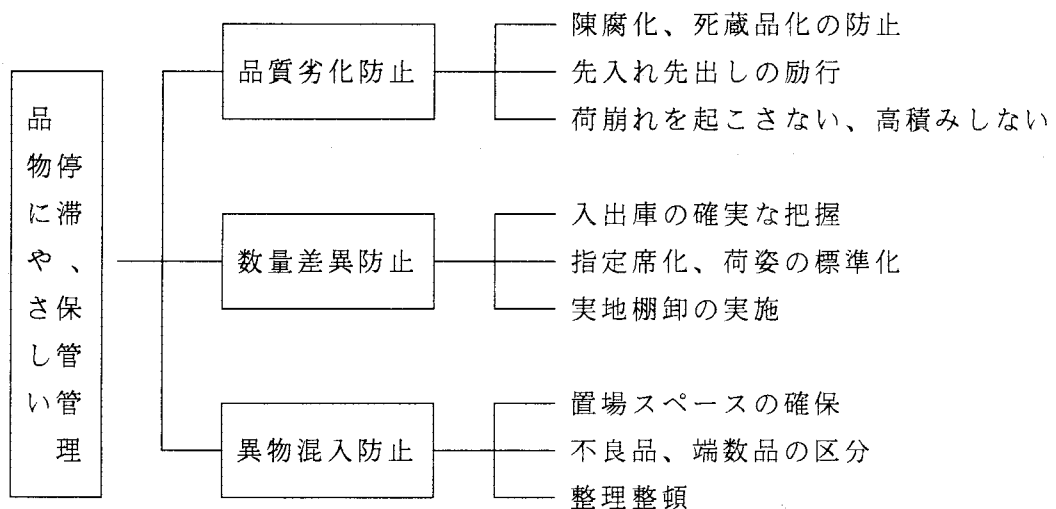 品物にやさしい
停滞、保管管理
品質劣化防止
陳腐化、死蔵品化の防止
先入れ先出しの励行
荷崩れを起こさない、高積みしない
数量差異防止
入出庫の確実な把握
指定席化、荷姿の標準化
実地棚卸の実施
異物混入防止
置場スペースの確保
不良品、端数品の区分
整理整頓